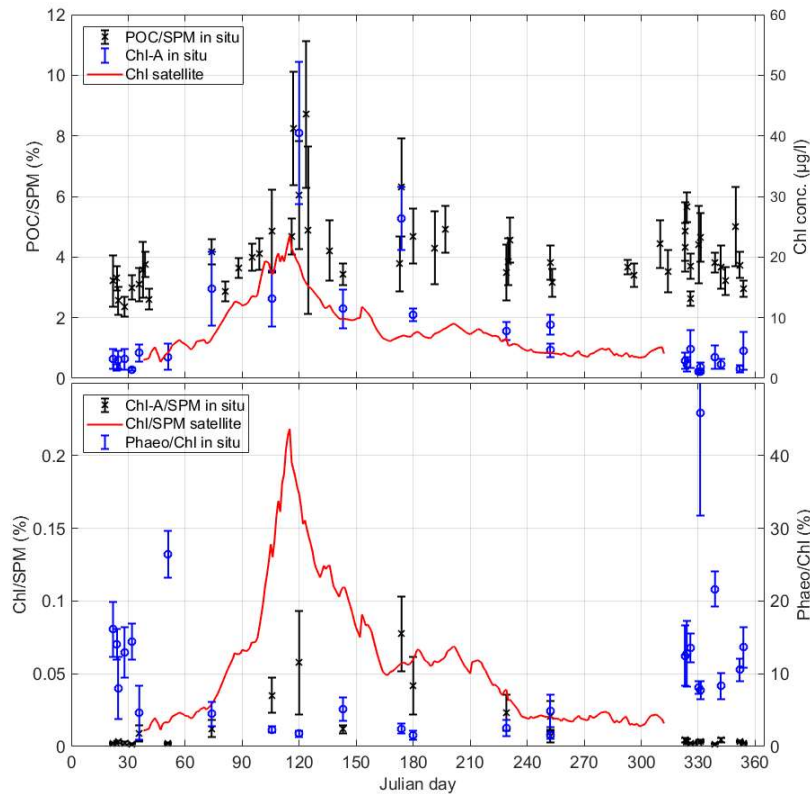 12
10
8
6
4
2
0
POC/SPM (%)
POC/SPM in situ
Chl-A in situ
Chl satellite
60
50
40
30
20
10
0
Chl conc. (µg/l)
0.2
0.15
0.1
0.05
0
Chl/SPM (%)
Chl-A/SPM in situ
Chl/SPM satellite
Phaeo/Chl in situ
40
30
20
10
0
Phaeo/Chl (%)
0 30 60 90 120 150 180 210 240 270 300 330 360
Julian day